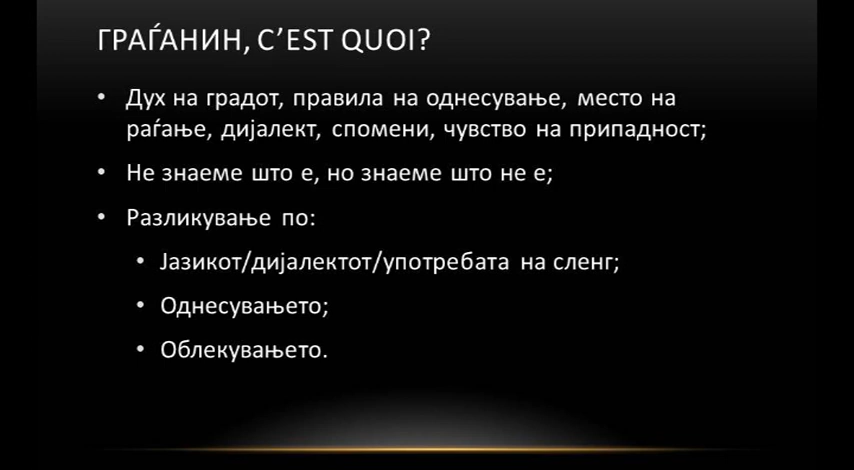 ГРАЃАНИН, C’EST QUOI?
• Дух на градот, правила на однесување, место на
раѓање, дијалект, спомени, чувство на припадност;
• Не знаеме што е, но знаеме што не е;
• Разликување по:
• Јазикот/дијалектот/употребата на сленг;
• Однесувањето;
• Облекувањето.